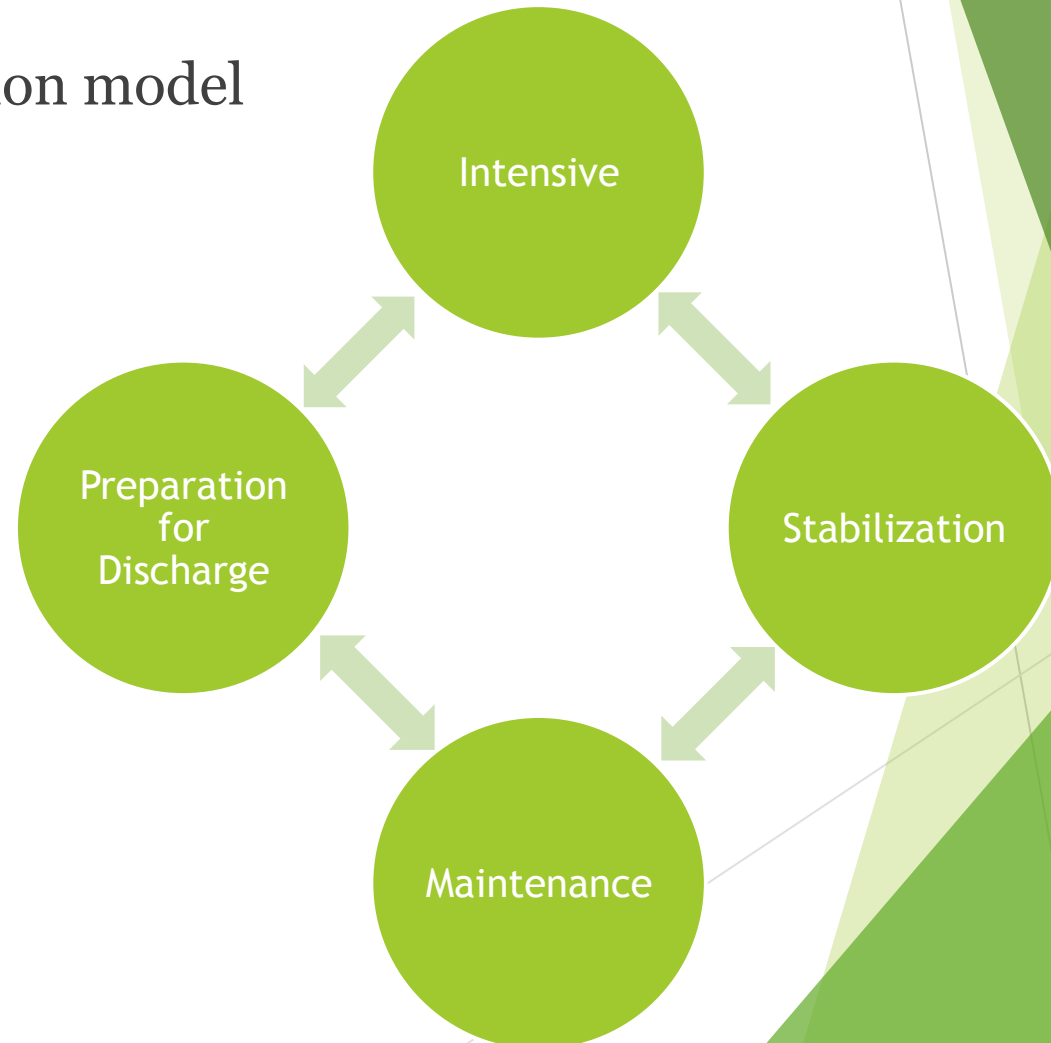 on model
Intensive
Preparation
for
Discharge
Stabilization
Maintenance